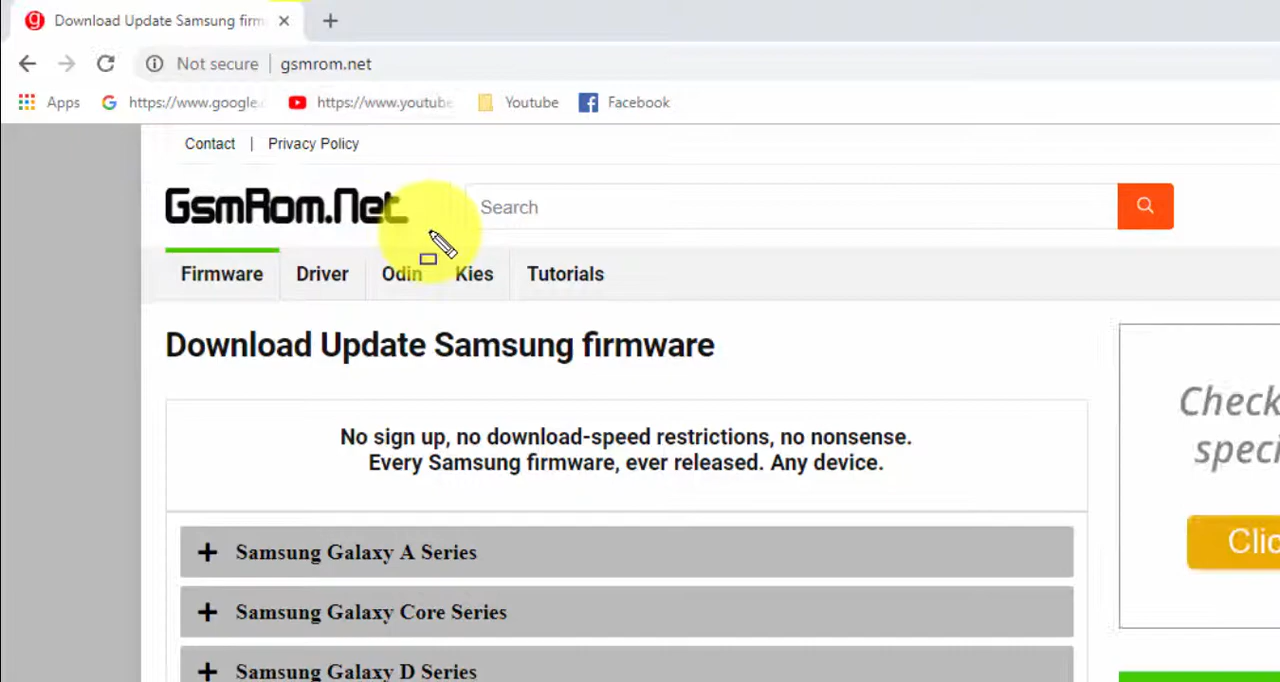 Download Update Samsung firm
Not secure | gsmrom.net
Apps https://www.google. https://www.youtube Youtube Facebook
Contact | Privacy Policy
GsmRom.Net Search
Firmware Driver Odin Kies Tutorials
Download Update Samsung firmware
No sign up, no download-speed restrictions, no nonsense.
Every Samsung firmware, ever released. Any device.
Check
speci
Clic
+ Samsung Galaxy A Series
+ Samsung Galaxy Core Series
+ Samsung Galaxy D Series